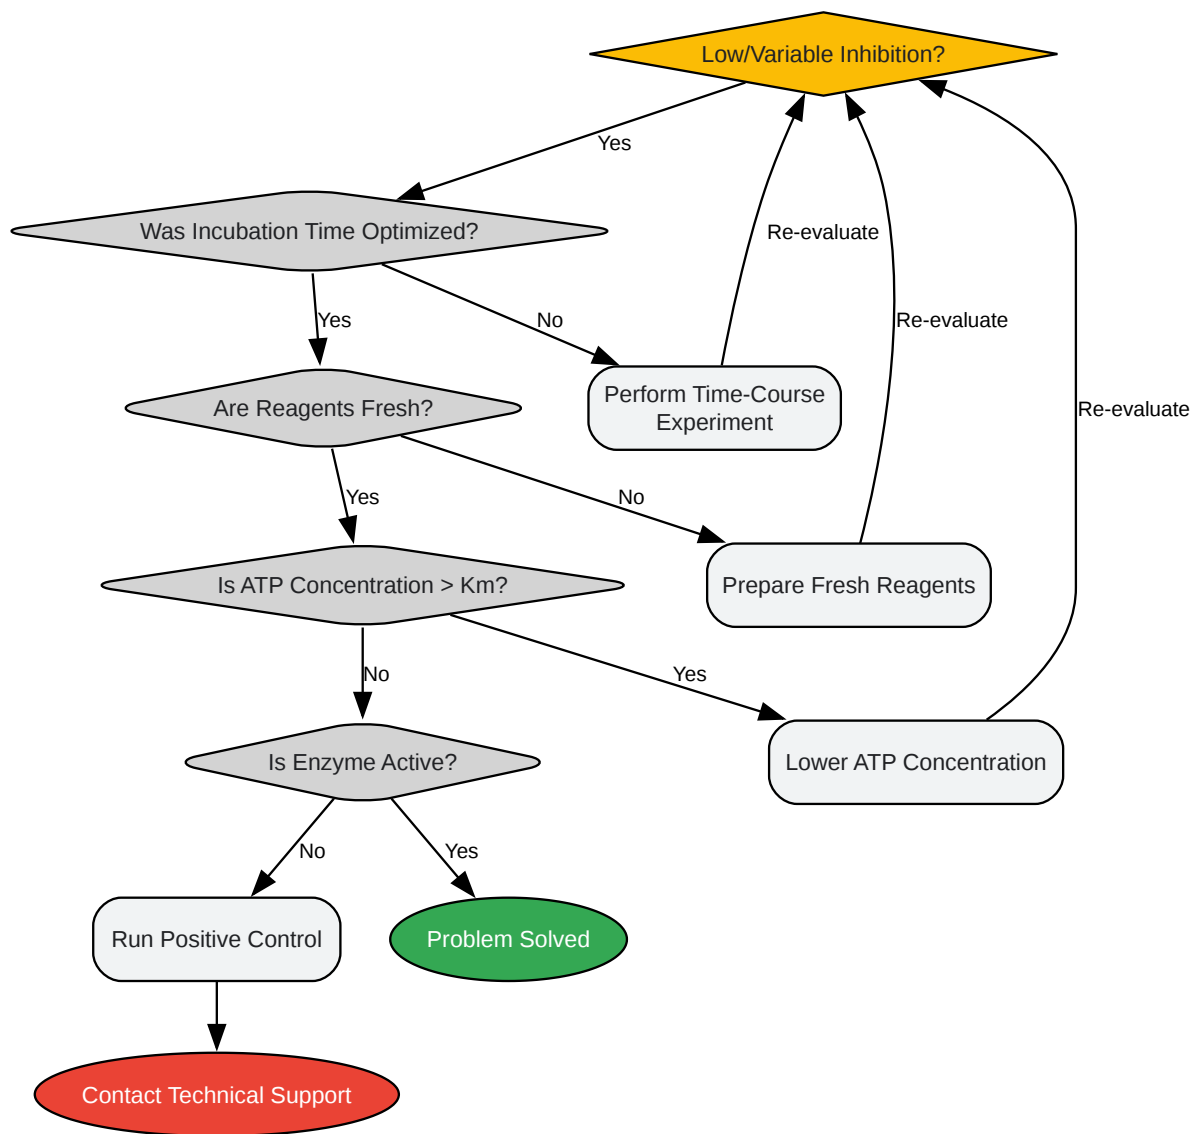 Low/Variable Inhibition?
Yes
Was Incubation Time Optimized?
Re-evaluate
Yes
No
Re-evaluate
Perform Time-Course
Experiment
Are Reagents Fresh?
Re-evaluate
Yes
No
Is ATP Concentration > Km?
Prepare Fresh Reagents
No
Yes
Is Enzyme Active?
Lower ATP Concentration
No
Yes
Run Positive Control
Problem Solved
Contact Technical Support